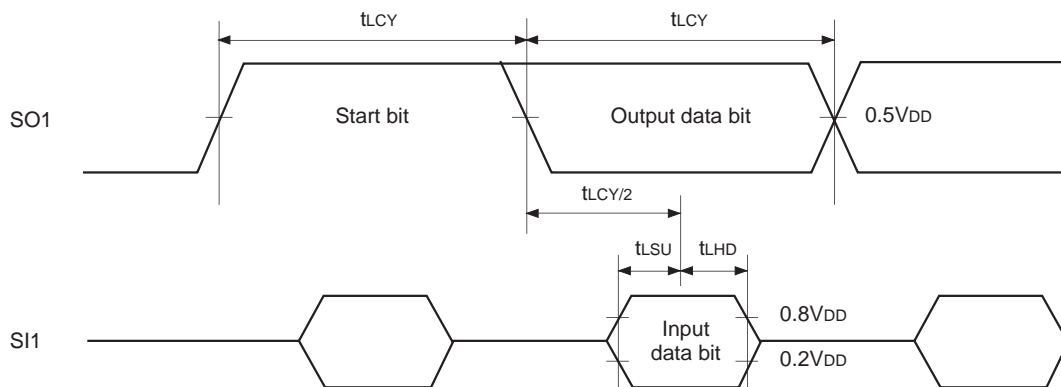 tLCY
tLCY
SO1
Start bit
Output data bit
0.5VDD
tLCY/2
tLSU
tLHD
SI1
Input
data bit
0.8VDD
0.2VDD